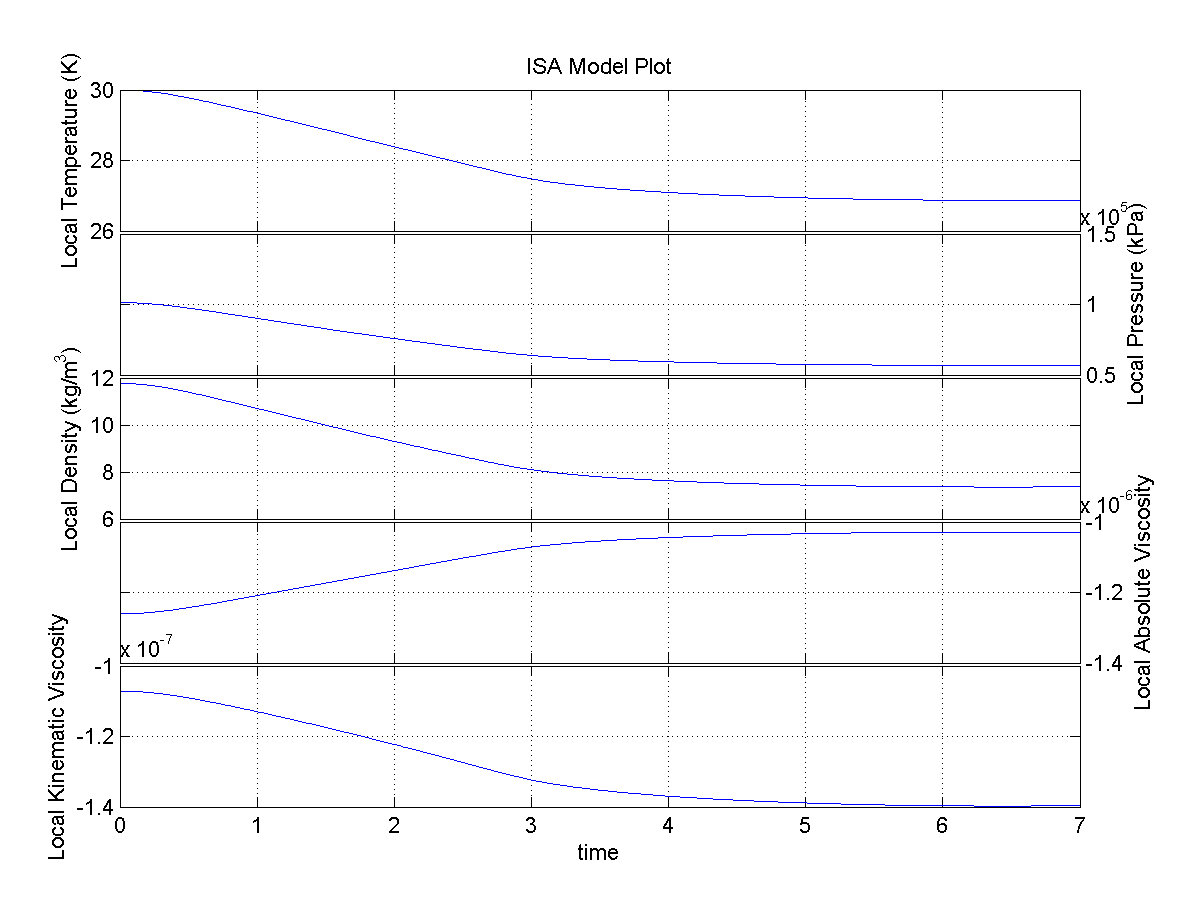 ISA Model Plot
Local Temperature (K)
30
28
26
x 10^5
Local Pressure (kPa)
1.5
1
0.5
Local Density (kg/m^3)
12
10
8
6
x 10^-6
Local Absolute Viscosity
-1
-1.2
-1.4
x 10^-7
Local Kinematic Viscosity
-1
-1.2
-1.4
0 1 2 3 4 5 6 7
time